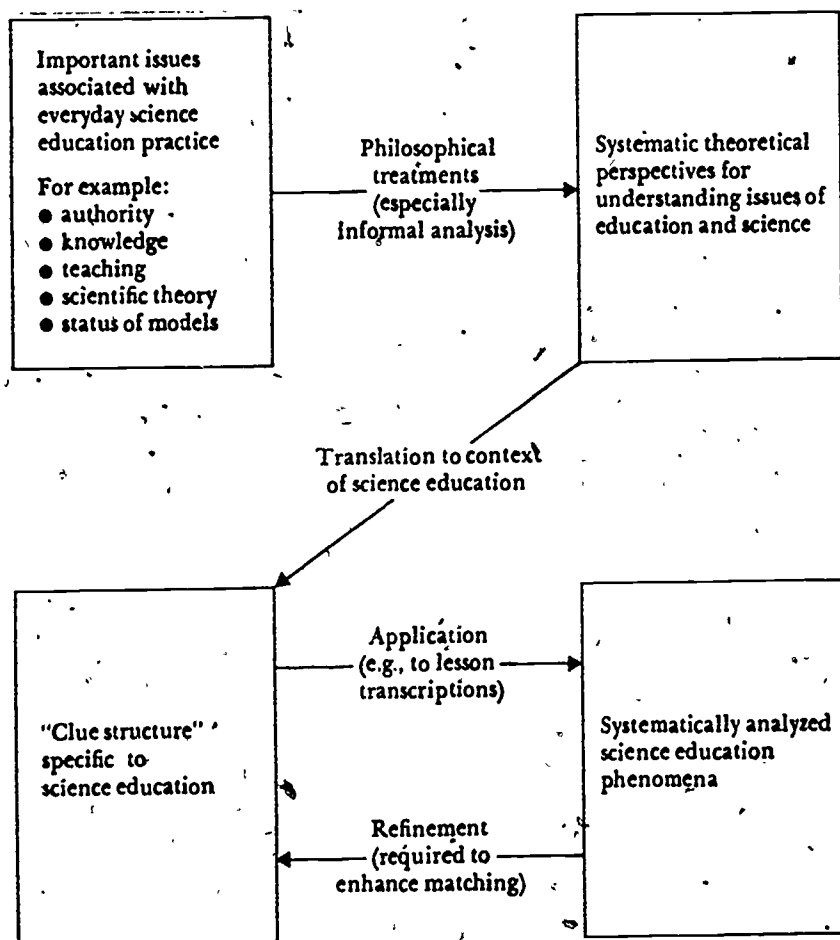 Important issues
associated with
everyday science
education practice
For example:
● authority
● knowledge
● teaching
● scientific theory
● status of models
Philosophical
treatments
(especially
informal analysis)
Systematic theoretical
perspectives for
understanding issues of
education and science
Translation to context
of science education
"Clue structure"
specific to
science education
Application
(e.g., to lesson
transcriptions)
Systematically analyzed
science education
phenomena
Refinement
(required to
enhance matching)